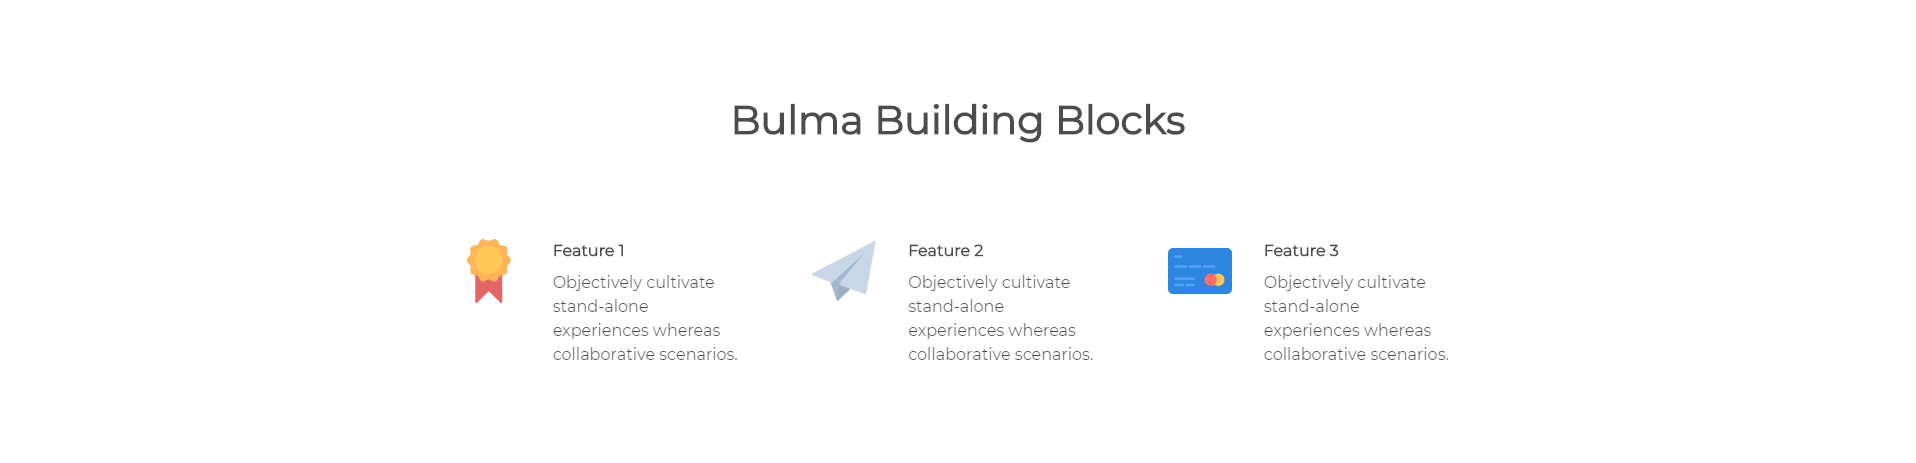 Bulma Building Blocks
Feature 1
Objectively cultivate
stand-alone
experiences whereas
collaborative scenarios.
Feature 2
Objectively cultivate
stand-alone
experiences whereas
collaborative scenarios.
Feature 3
Objectively cultivate
stand-alone
experiences whereas
collaborative scenarios.